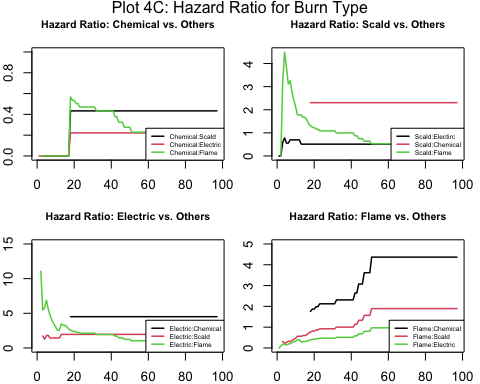 Plot 4C: Hazard Ratio for Burn Type
Hazard Ratio: Chemical vs. Others
0.0 0.4 0.8
0 20 40 60 80 100
Chemical:Scald
Chemical:Electric
Chemical:Flame
Hazard Ratio: Scald vs. Others
0 1 2 3 4
0 20 40 60 80 100
Scald:Electirc
Scald:Chemical
Scald:Flame
Hazard Ratio: Electric vs. Others
0 5 10 15
0 20 40 60 80 100
Electric:Chemical
Electric:Scald
Electric:Flame
Hazard Ratio: Flame vs. Others
0 1 2 3 4 5
0 20 40 60 80 100
Flame:Chemical
Flame:Scald
Flame:Electric